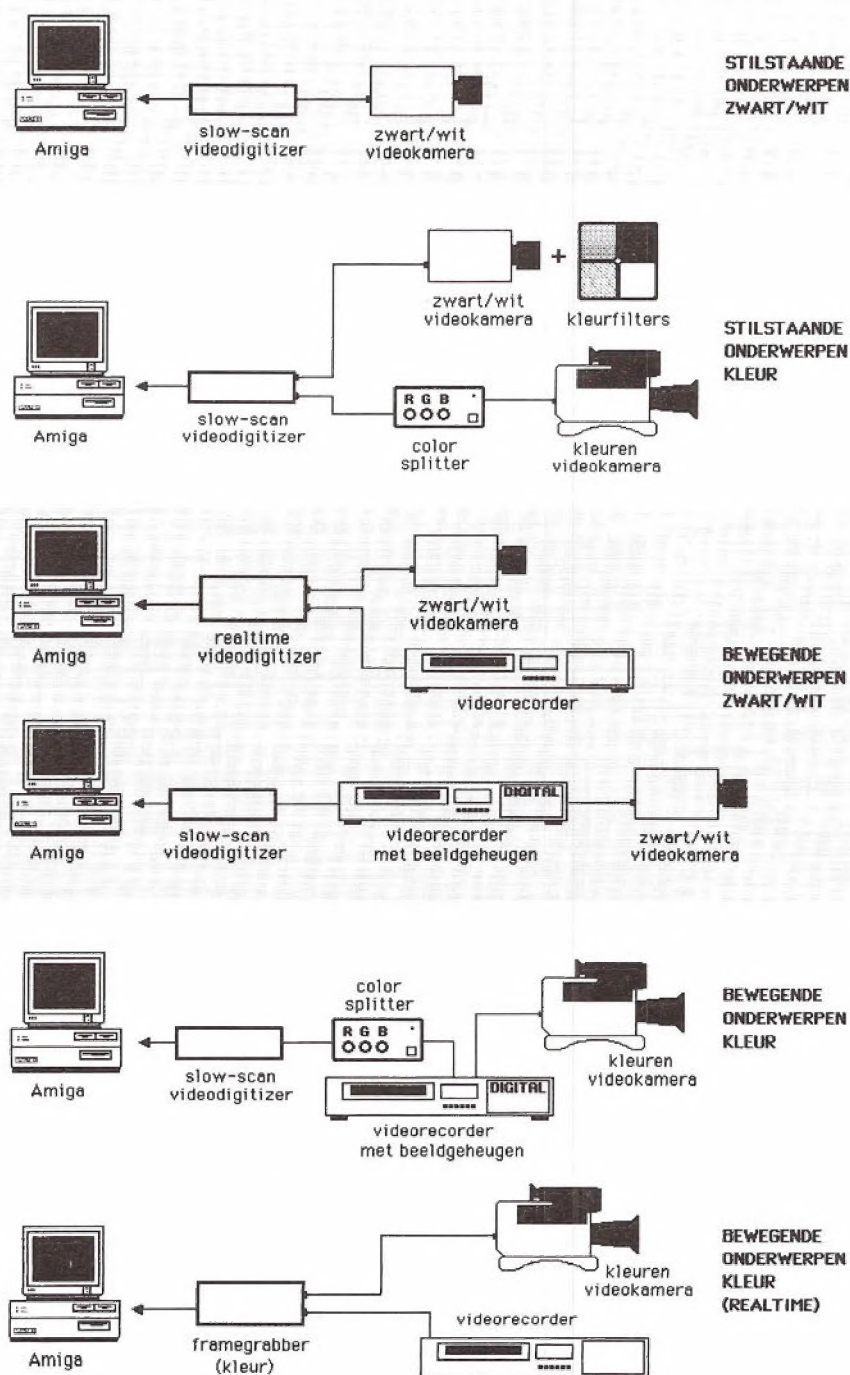 STILSTAANDE
ONDERWERPEN
ZWART/WIT
Amiga
slow-scan
videodigitizer
zwart/wit
videokamera
zwart/wit
videokamera
+
kleurfilters
STILSTAANDE
ONDERWERPEN
KLEUR
Amiga
slow-scan
videodigitizer
R G B
color
splitter
kleuren
videokamera
Amiga
realtime
videodigitizer
zwart/wit
videokamera
videorecorder
BEWEGENDE
ONDERWERPEN
ZWART/WIT
Amiga
slow-scan
videodigitizer
DIGITAL
videorecorder
met beeldgeheugen
zwart/wit
videokamera
Amiga
slow-scan
videodigitizer
color
splitter
R G B
DIGITAL
videorecorder
met beeldgeheugen
kleuren
videokamera
BEWEGENDE
ONDERWERPEN
KLEUR
Amiga
framegrabber
(kleur)
kleuren
videokamera
videorecorder
BEWEGENDE
ONDERWERPEN
KLEUR
(REALTIME)